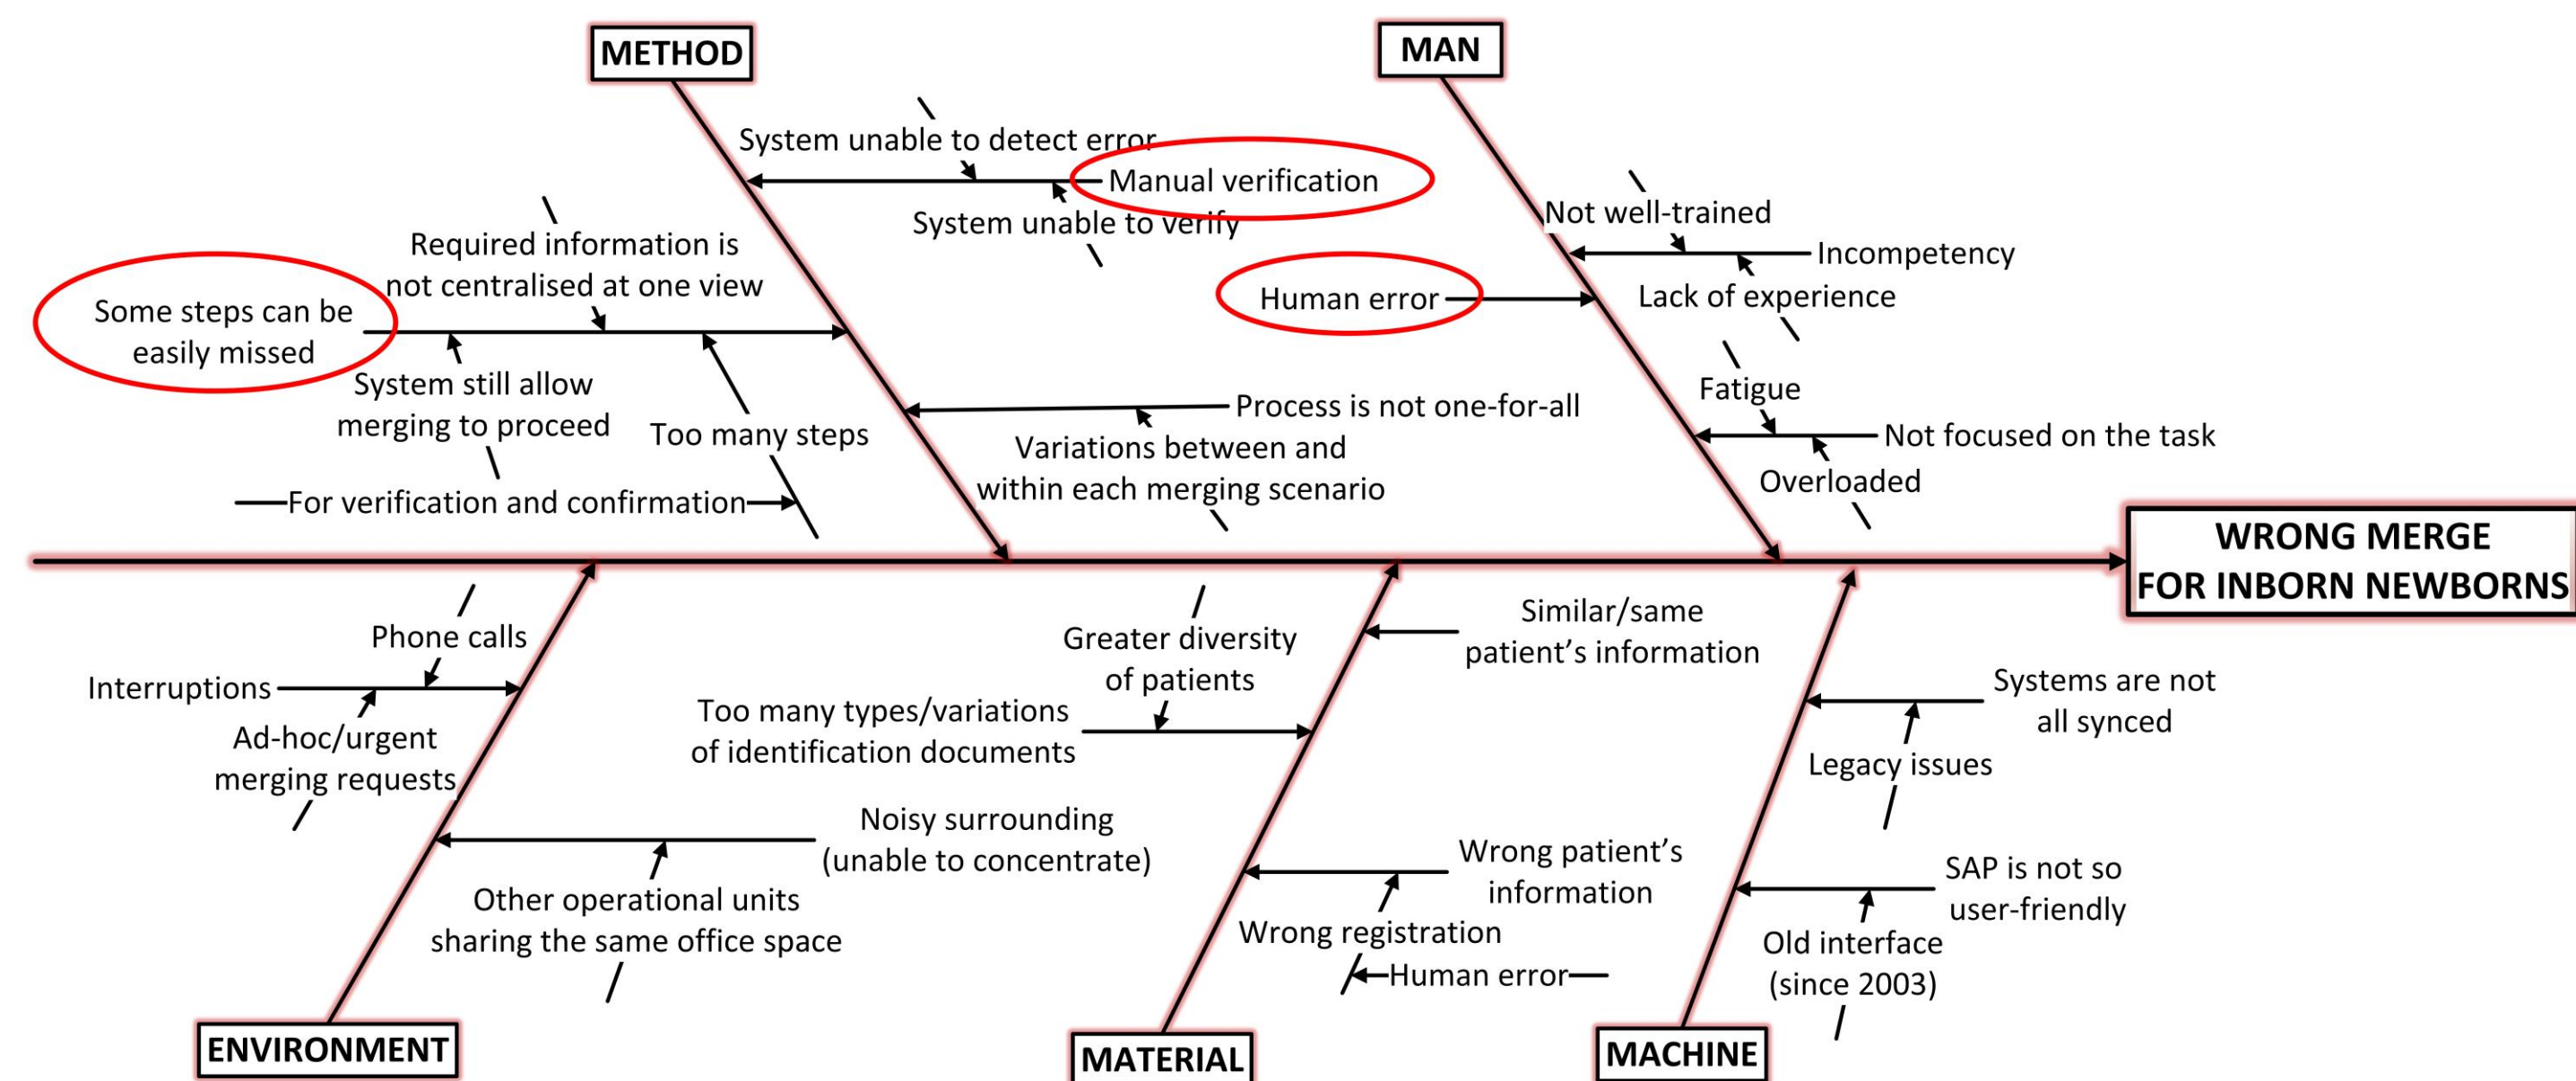 METHOD
MAN
System unable to detect error
Manual verification
System unable to verify
Not well-trained
Incompetency
Lack of experience
Required information is
not centralised at one view
Some steps can be
easily missed
Human error
System still allow
merging to proceed
Too many steps
For verification and confirmation
Process is not one-for-all
Variations between and
within each merging scenario
Fatigue
Not focused on the task
Overloaded
WRONG MERGE
FOR INBORN NEWBORNS
Phone calls
Interruptions
Ad-hoc/urgent
merging requests
Noisy surrounding
(unable to concentrate)
Other operational units
sharing the same office space
Greater diversity
of patients
Similar/same
patient’s information
Too many types/variations
of identification documents
Wrong patient’s
information
Wrong registration
Human error
Systems are not
all synced
Legacy issues
SAP is not so
user-friendly
Old interface
(since 2003)
ENVIRONMENT
MATERIAL
MACHINE